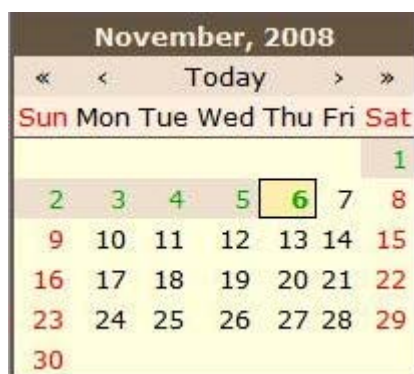 November, 2008
« ‹ Today › »
Sun Mon Tue Wed Thu Fri Sat
1
2 3 4 5 6 7 8
9 10 11 12 13 14 15
16 17 18 19 20 21 22
23 24 25 26 27 28 29
30